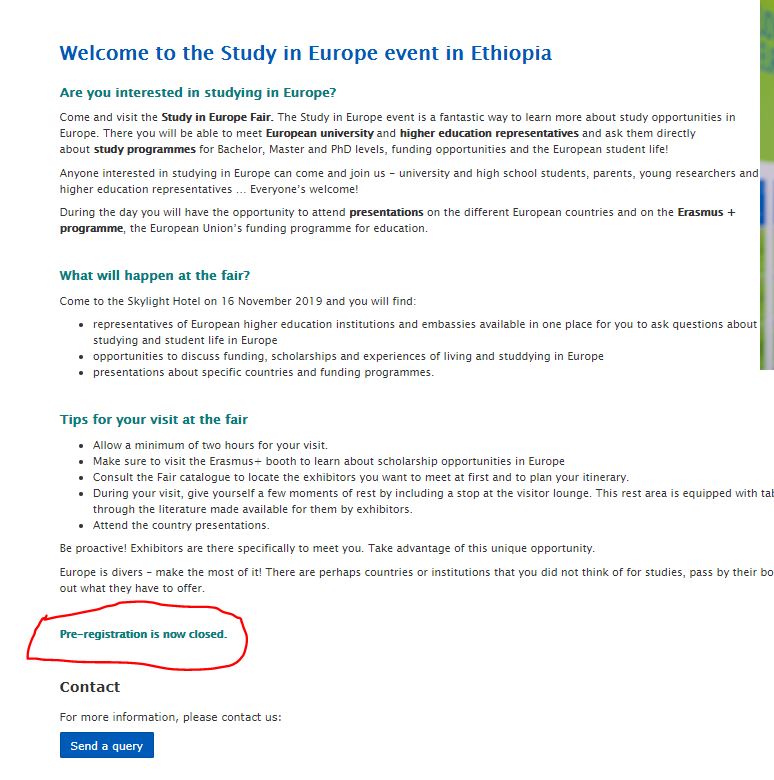 Welcome to the Study in Europe event in Ethiopia
Are you interested in studying in Europe?
Come and visit the Study in Europe Fair. The Study in Europe event is a fantastic way to learn more about study opportunities in
Europe. There you will be able to meet European university and higher education representatives and ask them directly
about study programmes for Bachelor, Master and PhD levels, funding opportunities and the European student life!
Anyone interested in studying in Europe can come and join us – university and high school students, parents, young researchers and
higher education representatives ... Everyone's welcome!
During the day you will have the opportunity to attend presentations on the different European countries and on the Erasmus +
programme, the European Union's funding programme for education.
What will happen at the fair?
Come to the Skylight Hotel on 16 November 2019 and you will find:
• representatives of European higher education institutions and embassies available in one place for you to ask questions about
studying and student life in Europe
• opportunities to discuss funding, scholarships and experiences of living and studdying in Europe
• presentations about specific countries and funding programmes.
Tips for your visit at the fair
• Allow a minimum of two hours for your visit.
• Make sure to visit the Erasmus+ booth to learn about scholarship opportunities in Europe
• Consult the Fair catalogue to locate the exhibitors you want to meet at first and to plan your itinerary.
• During your visit, give yourself a few moments of rest by including a stop at the visitor lounge. This rest area is equipped with
through the literature made available for them by exhibitors.
• Attend the country presentations.
Be proactive! Exhibitors are there specifically to meet you. Take advantage of this unique opportunity.
Europe is divers – make the most of it! There are perhaps countries or institutions that you did not think of for studies, pass by their
out what they have to offer.
Pre-registration is now closed.
Contact
For more information, please contact us:
Send a query